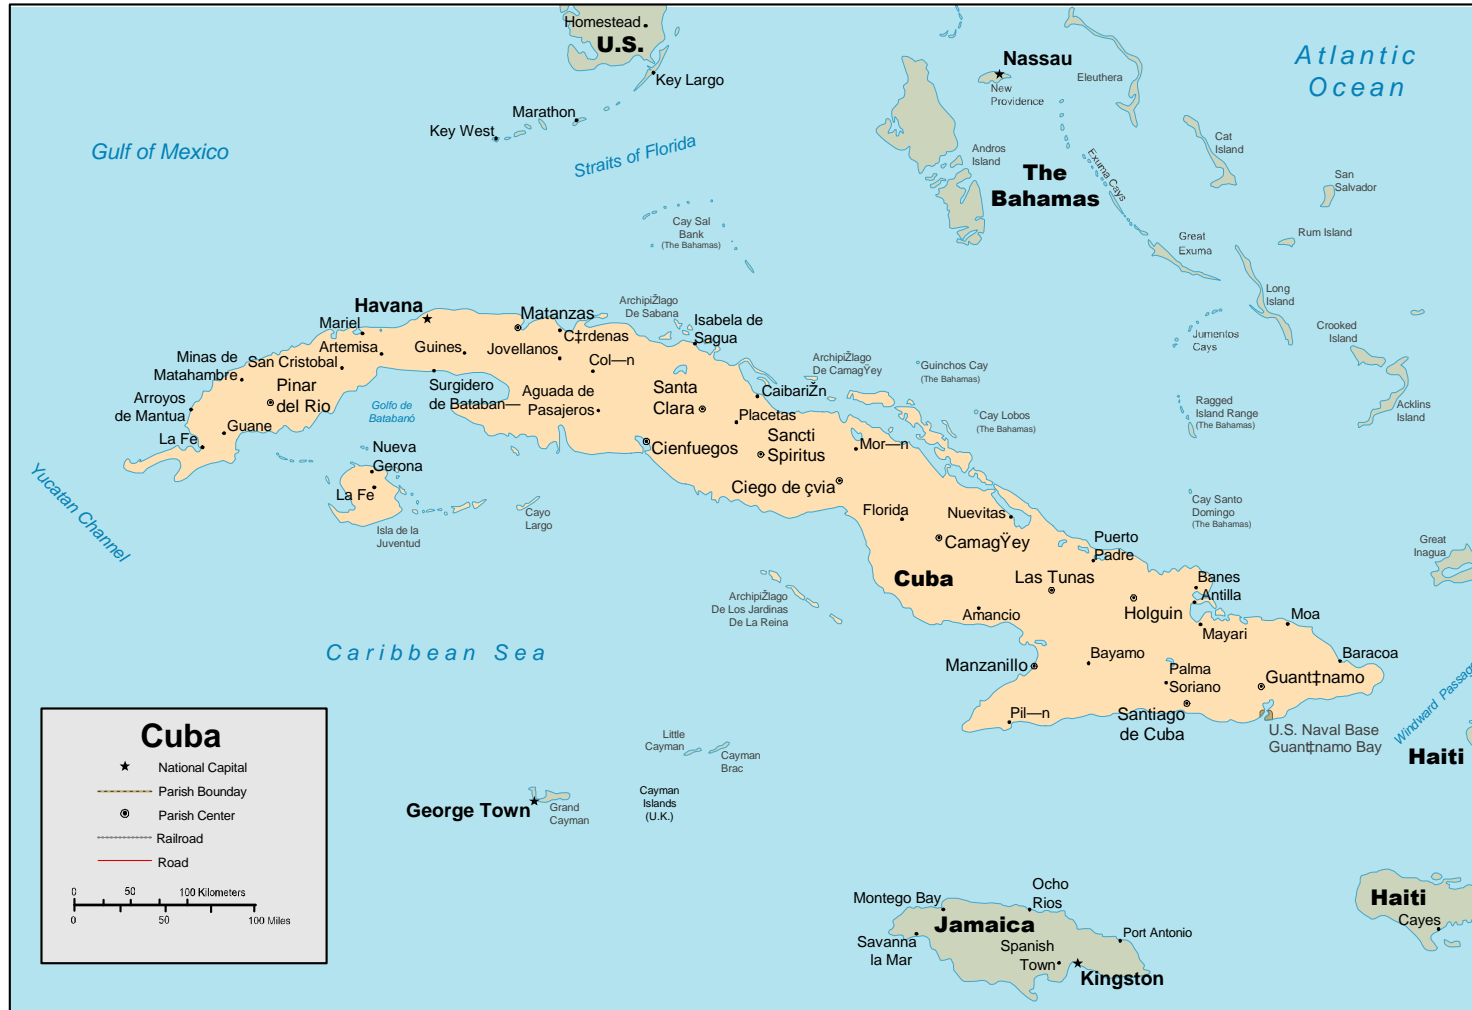 Homestead
U.S.
Key Largo
Marathon
Key West
Nassau
New
Providence
Eleuthera
Atlantic
Ocean
Gulf of Mexico
Straits of Florida
Andros
Island
The
Bahamas
Exuma Cays
Cat
Island
San
Salvador
Great
Exuma
Rum Island
Long
Island
Cay Sal
Bank
(The Bahamas)
Jumentos
Cays
Crooked
Island
Acklins
Island
Ragged
Island Range
(The Bahamas)
Guinchos Cay
(The Bahamas)
Cay Lobos
(The Bahamas)
Cay Santo
Domingo
(The Bahamas)
Great
Inagua
Havana
Mariel
Artemisa
San Cristobal
Minas de
Matahambre
Pinar
del Rio
Arroyos
de Mantua
Guane
La Fe
Guines
Surgidero
de Bataban—
Golfo de
Batabanó
Matanzas
C‡rdenas
Jovellanos
Col—n
Aguada de
Pasajeros
ArchipiŽlago
De Sabana
Isabela de
Sagua
Santa
Clara
CaibariŽn
Placetas
Cienfuegos
Sancti
Spiritus
ArchipiŽlago
De CamagŸey
Mor—n
Ciego de çvia
Florida
Nuevitas
CamagŸey
Cuba
Las Tunas
Puerto
Padre
Holguin
Banes
Antilla
Mayari
Moa
Baracoa
Amancio
Manzanillo
Bayamo
Palma
Soriano
Guant‡namo
Pil—n
Santiago
de Cuba
U.S. Naval Base
Guant‡namo Bay
Windward Passage
Haiti
Yucatan Channel
Nueva
Gerona
La Fe
Isla de la
Juventud
Cayo
Largo
ArchipiŽlago
De Los Jardinas
De La Reina
Caribbean Sea
Little
Cayman
Cayman
Brac
George Town
Grand
Cayman
Cayman
Islands
(U.K.)
Montego Bay
Ocho
Rios
Jamaica
Savanna
la Mar
Spanish
Town
Port Antonio
Kingston
Haiti
Cayes
Cuba
National Capital
Parish Bounday
Parish Center
Railroad
Road
0 50 100 Kilometers
0 50 100 Miles